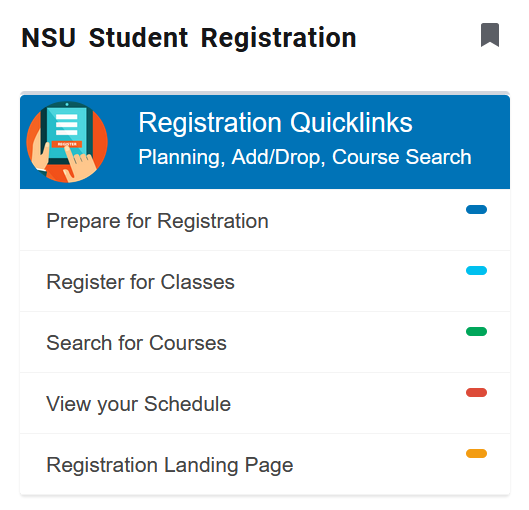 NSU Student Registration
Registration Quicklinks
Planning, Add/Drop, Course Search
REGISTER
Prepare for Registration
Register for Classes
Search for Courses
View your Schedule
Registration Landing Page